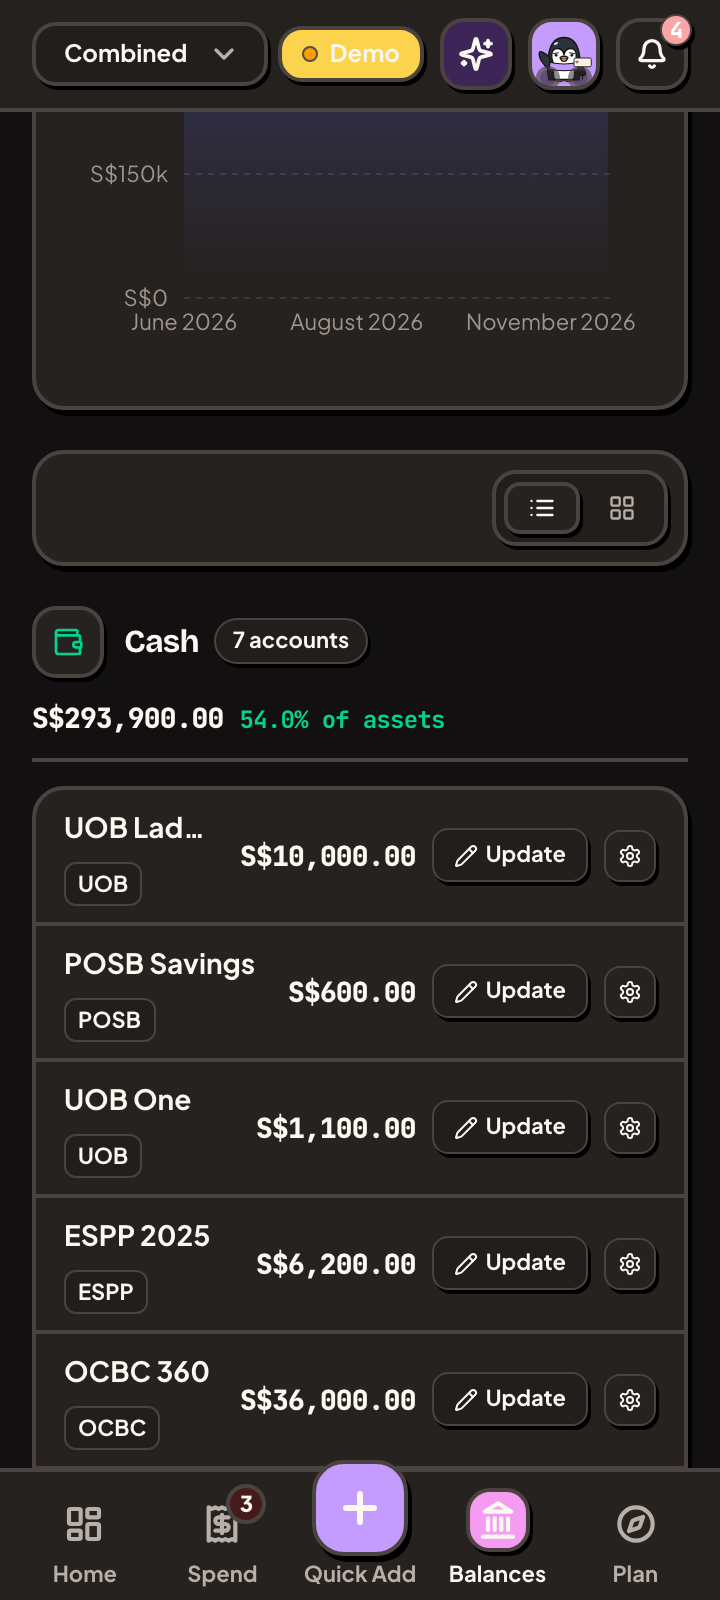 Combined
Demo
4
S$150k
S$0
June 2026
August 2026
November 2026
Cash
7 accounts
S$293,900.00 54.0% of assets
UOB Lad...
UOB
S$10,000.00
Update
POSB Savings
POSB
S$600.00
Update
UOB One
UOB
S$1,100.00
Update
ESPP 2025
ESPP
S$6,200.00
Update
OCBC 360
OCBC
S$36,000.00
Update
3
Home
Spend
Quick Add
Balances
Plan